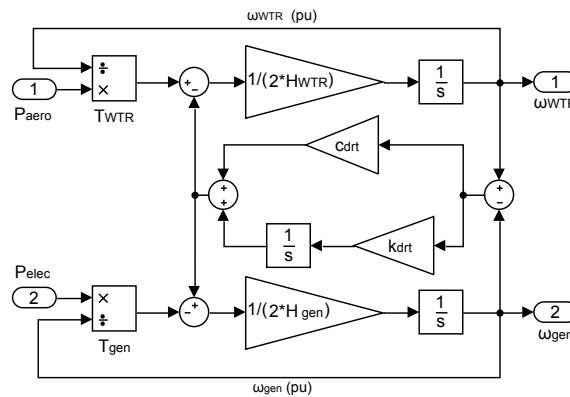 ωWTR (pu)
÷
×
1
Paero
TWTR
+
−
1/(2*HWTR)
1
s
1
ωWTR
cdrt
+
+
+
−
1
s
kdrt
Pelec
2
×
÷
Tgen
−
+
1/(2*Hgen)
1
s
2
ωgen
ωgen (pu)